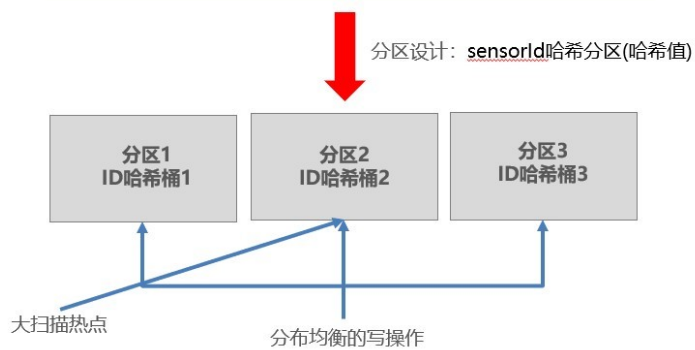 分区设计：sensorId哈希分区(哈希值)
分区1
ID哈希桶1
分区2
ID哈希桶2
分区3
ID哈希桶3
大扫描热点
分布均衡的写操作